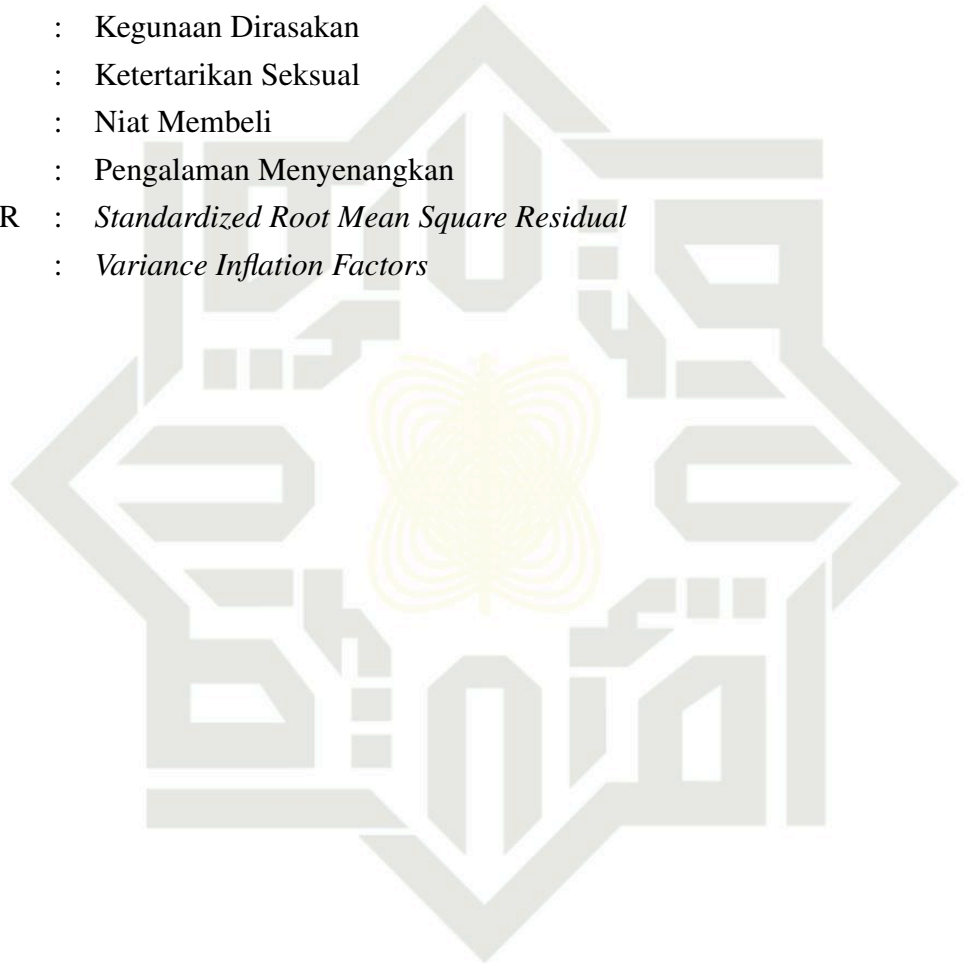 : Kegunaan Dirasakan
: Ketertarikan Seksual
: Niat Membeli
: Pengalaman Menyenangkan
R : Standardized Root Mean Square Residual
: Variance Inflation Factors